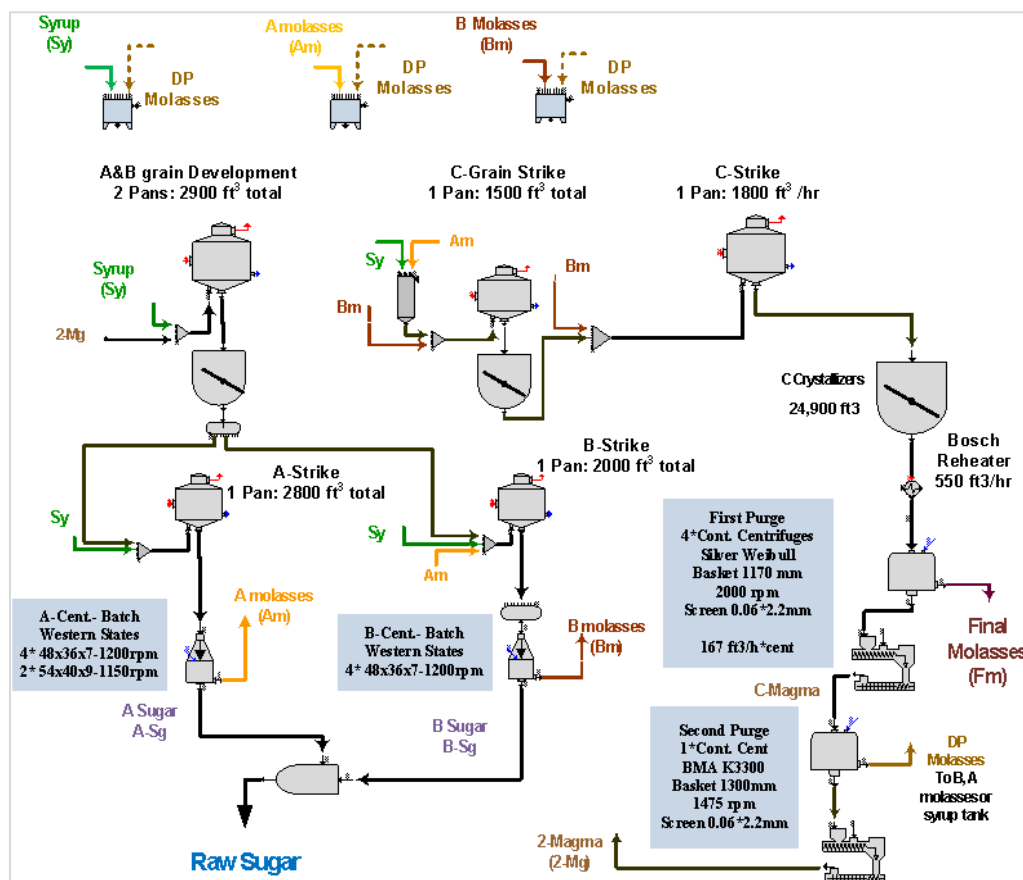 Syrup
(Sy)
DP
Molasses
A molasses
(Am)
DP
Molasses
B Molasses
(Bm)
DP
Molasses
A&B grain Development
2 Pans: 2900 ft3 total
C-Grain Strike
1 Pan: 1500 ft3 total
C-Strike
1 Pan: 1800 ft3 /hr
Syrup
(Sy)
2-Mg
Sy
Am
Bm
Bm
C Crystallizers
24,900 ft3
Bosch
Reheater
550 ft3/hr
A-Strike
1 Pan: 2800 ft3 total
Sy
B-Strike
1 Pan: 2000 ft3 total
Sy
Am
First Purge
4*Cont. Centrifuges
Silver Weibull
Basket 1170 mm
2000 rpm
Screen 0.06*2.2mm
167 ft3/h*cent
A-Cent.- Batch
Western States
4* 48x36x7-1200rpm
2* 54x40x9-1150rpm
A molasses
(Am)
B-Cent.- Batch
Western States
4* 48x36x7-1200rpm
B molasses
(Bm)
Final
Molasses
(Fm)
A Sugar
A-Sg
B Sugar
B-Sg
C-Magma
Second Purge
1*Cont. Cent
BMA K3300
Basket 1300mm
1475 rpm
Screen 0.06*2.2mm
DP
Molasses
To B, A
molasses or
syrup tank
2-Magma
(2-Mg)
Raw Sugar